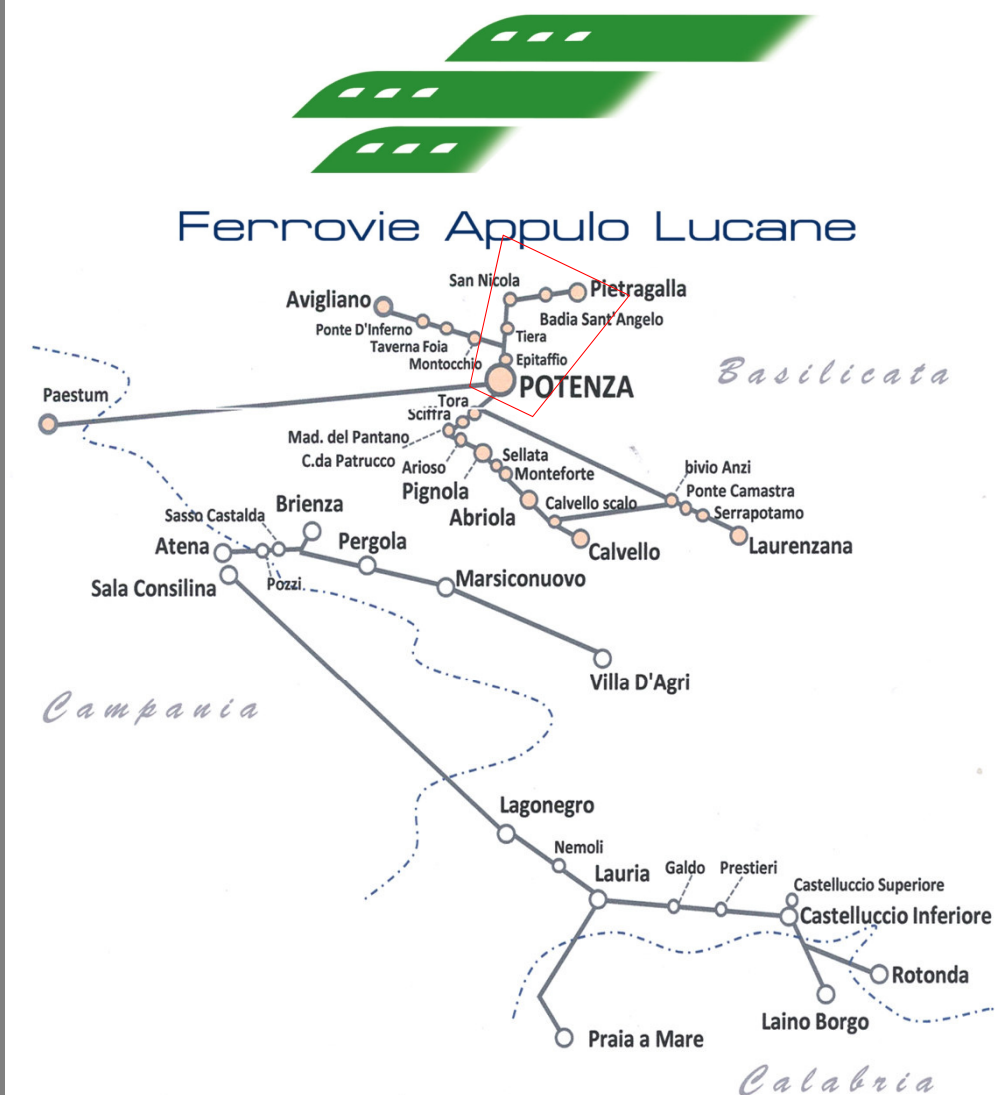 Ferrovie Appulo Lucane
San Nicola
Pietragalla
Avigliano
Badia Sant'Angelo
Ponte D'Inferno
Tiera
Taverna Foia
Montocchio
Epitaffio
POTENZA
Basilicata
Paestum
Tora
Sciffra
Mad. del Pantano
C.da Patrucco
Arioso
Sellata
Monteforte
Pignola
bivio Anzi
Ponte Camastra
Serrapotamo
Calvello scalo
Abriola
Laurenzana
Calvello
Brienza
Sasso Castalda
Atena
Pergola
Pozzi
Marsiconuovo
Sala Consilina
Villa D'Agri
Campania
Lagonegro
Nemoli
Lauria
Galdo
Prestieri
Castelluccio Superiore
Castelluccio Inferiore
Rotonda
Laino Borgo
Praia a Mare
Calabria